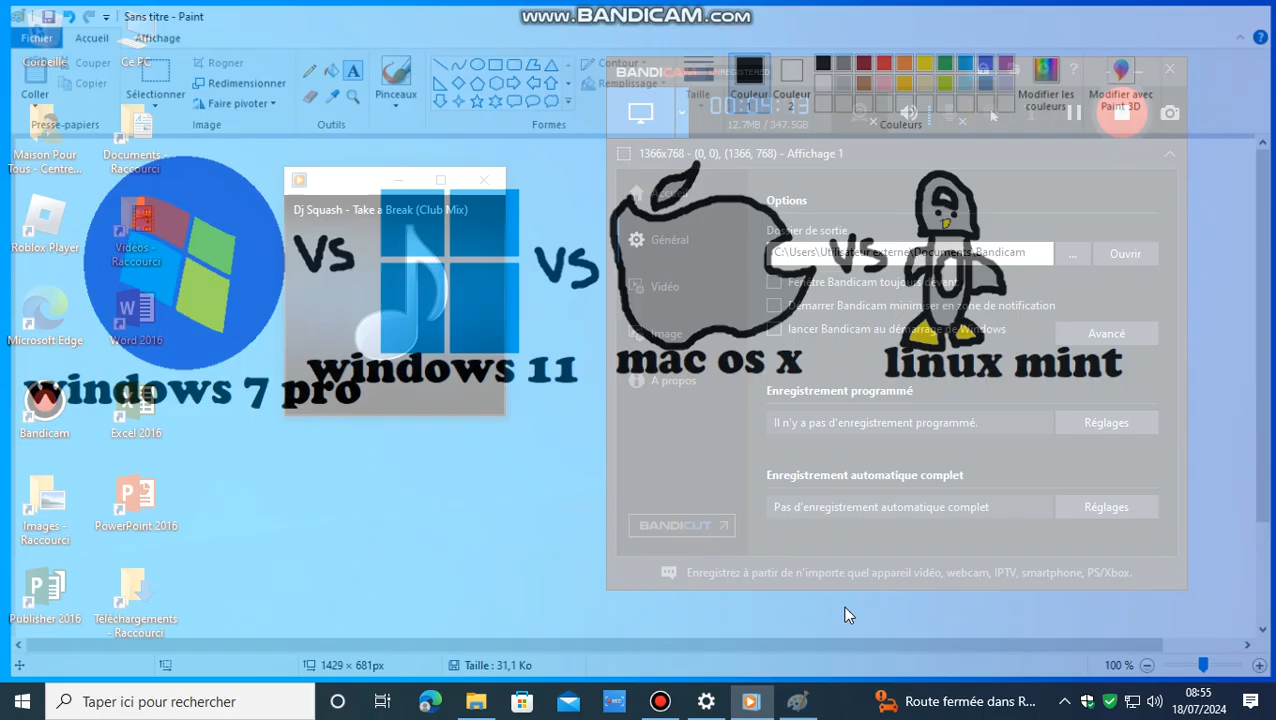 Sans titre - Paint
www.BANDICAM.com
Fichier
Accueil
Affichage
Corbeille
Ce PC
Coller
Couper
Copier
Presse-papiers
Sélectionner
Rogner
Redimensionner
Faire pivoter
Image
Outils
Pinceaux
Formes
Contour
Remplissage
Taille
Couleur 1
Couleur 2
Couleurs
Modifier les couleurs
Modifier avec Paint 3D
BANDICAM UNREGISTERED
12.7MB / 347.5GB
1366x768 - (0, 0), (1366, 768) - Affichage 1
Maison Pour Tous - Centre...
Documents - Raccourci
Roblox Player
Vidéos - Raccourci
Microsoft Edge
Word 2016
Bandicam
Excel 2016
Images - Raccourci
PowerPoint 2016
Publisher 2016
Téléchargements - Raccourci
Dj Squash - Take a Break (Club Mix)
vs
vs
vs
windows 7 pro
windows 11
mac os x
linux mint
Général
Vidéo
Image
A propos
BANDICUT
Options
Dossier de sortie
C:\Users\Utilisateur externe\Documents\Bandicam
...
Ouvrir
Fenêtre Bandicam toujours devant
Démarrer Bandicam minimiser en zone de notification
lancer Bandicam au démarrage de Windows
Avancé
Enregistrement programmé
Il n'y a pas d'enregistrement programmé.
Réglages
Enregistrement automatique complet
Pas d'enregistrement automatique complet
Réglages
Enregistrez à partir de n'importe quel appareil vidéo, webcam, IPTV, smartphone, PS/Xbox.
1429 × 681px
Taille : 31,1 Ko
100 %
Taper ici pour rechercher
REC
Route fermée dans R...
08:55
18/07/2024